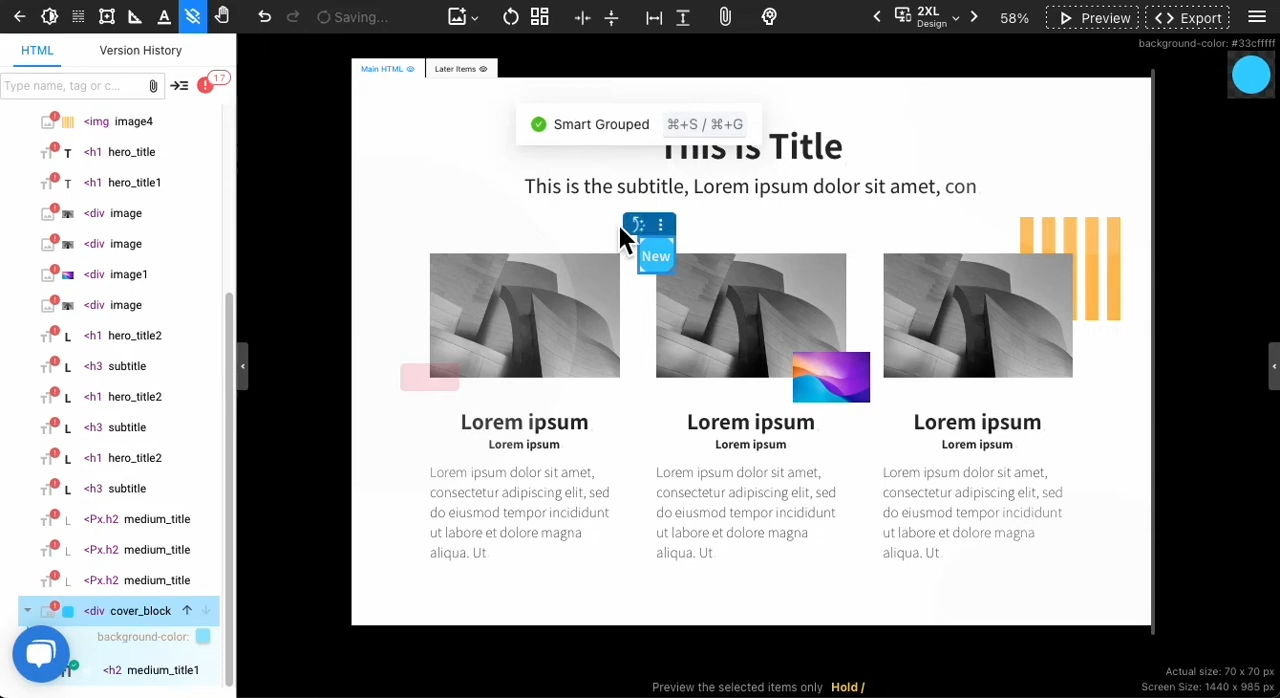 Saving...
2XL
Design
58%
Preview
Export
HTML
Version History
background-color: #33cfffff
Type name, tag or c...
17
Main HTML
Later Items
<img image4
<h1 hero_title
<h1 hero_title1
<div image
<div image
<div image1
<div image
<h1 hero_title2
<h3 subtitle
<h1 hero_title2
<h3 subtitle
<h1 hero_title2
<h3 subtitle
<Px.h2 medium_title
<Px.h2 medium_title
<Px.h2 medium_title
<div cover_block
background-color:
<h2 medium_title1
Smart Grouped ⌘+S / ⌘+G
This is Title
This is the subtitle, Lorem ipsum dolor sit amet, con
New
Lorem ipsum
Lorem ipsum
Lorem ipsum dolor sit amet,
consectetur adipiscing elit, sed
do eiusmod tempor incididunt
ut labore et dolore magna
aliqua. Ut
Lorem ipsum
Lorem ipsum
Lorem ipsum dolor sit amet,
consectetur adipiscing elit, sed
do eiusmod tempor incididunt
ut labore et dolore magna
aliqua. Ut
Lorem ipsum
Lorem ipsum
Lorem ipsum dolor sit amet,
consectetur adipiscing elit, sed
do eiusmod tempor incididunt
ut labore et dolore magna
aliqua. Ut
Preview the selected items only Hold /
Actual size: 70 x 70 px
Screen Size: 1440 x 985 px